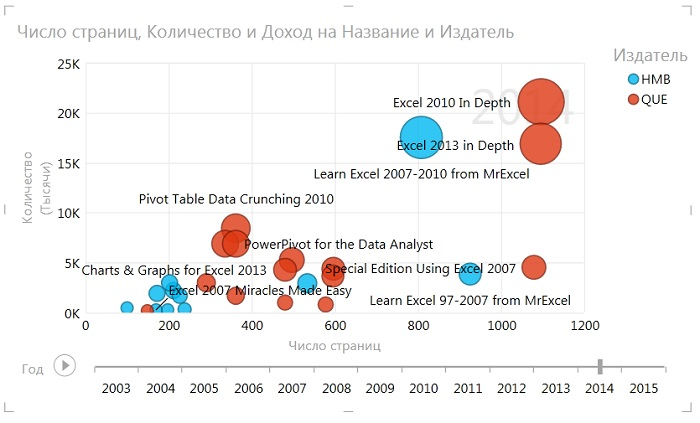 Число страниц, Количество и Доход на Название и Издатель
Издатель
HMB
QUE
2014
25K
20K
15K
10K
5K
0K
Количество
(Тысячи)
Excel 2010 In Depth
Excel 2013 in Depth
Learn Excel 2007-2010 from MrExcel
Pivot Table Data Crunching 2010
PowerPivot for the Data Analyst
Charts & Graphs for Excel 2013
Special Edition Using Excel 2007
Excel 2007 Miracles Made Easy
Learn Excel 97-2007 from MrExcel
0 200 400 600 800 1000 1200
Число страниц
Год
2003 2004 2005 2006 2007 2008 2009 2010 2011 2012 2013 2014 2015